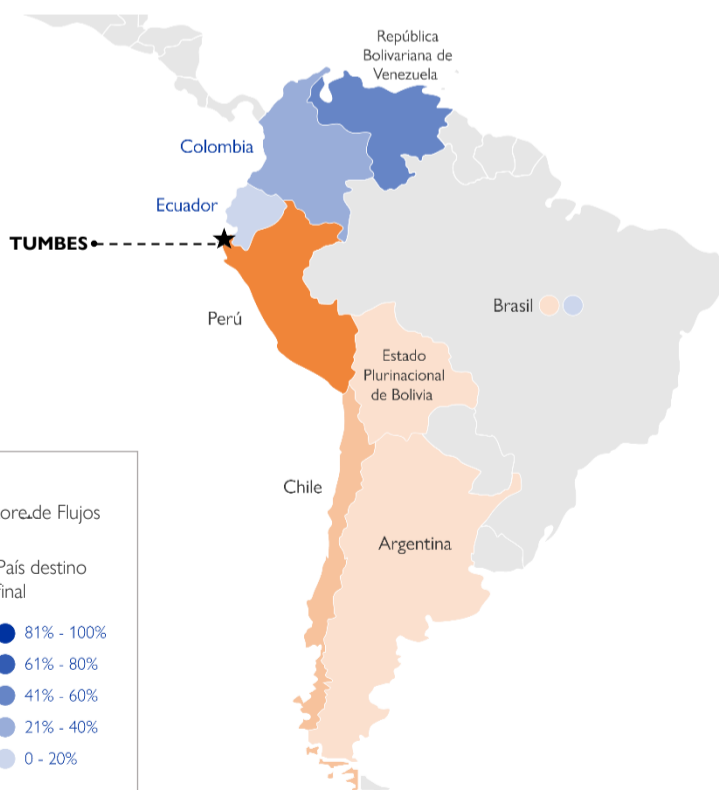 República
Bolivariana de
Venezuela
Colombia
Ecuador
TUMBES
Perú
Brasil
Estado
Plurinacional
de Bolivia
Chile
Argentina
de Flujos
País destino
final
81% - 100%
61% - 80%
41% - 60%
21% - 40%
0 - 20%